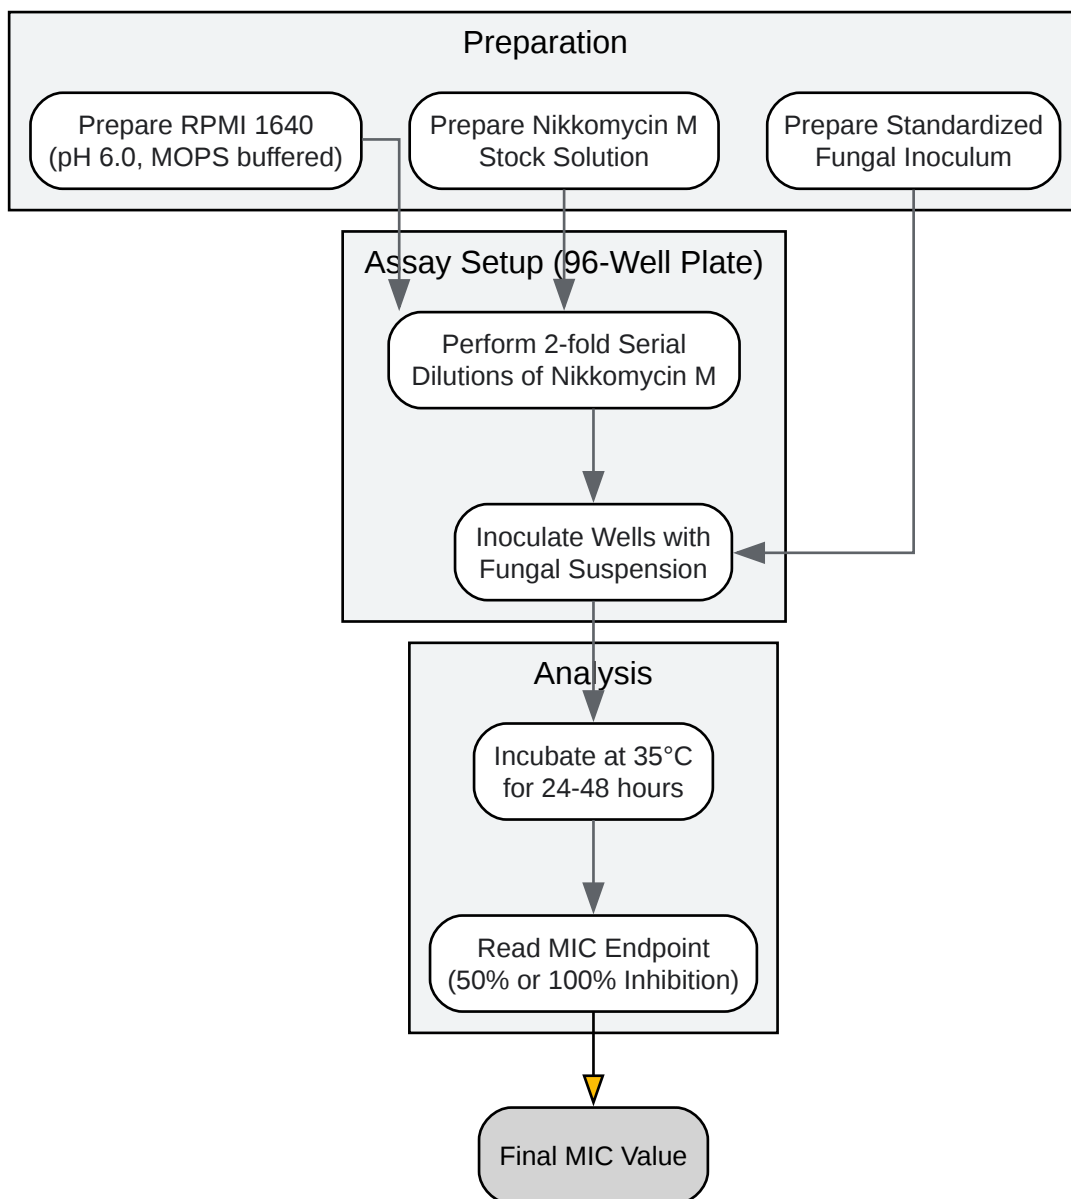 Preparation
Prepare RPMI 1640
(pH 6.0, MOPS buffered)
Prepare Nikkomycin M
Stock Solution
Prepare Standardized
Fungal Inoculum
Assay Setup (96-Well Plate)
Perform 2-fold Serial
Dilutions of Nikkomycin M
Inoculate Wells with
Fungal Suspension
Analysis
Incubate at 35°C
for 24-48 hours
Read MIC Endpoint
(50% or 100% Inhibition)
Final MIC Value